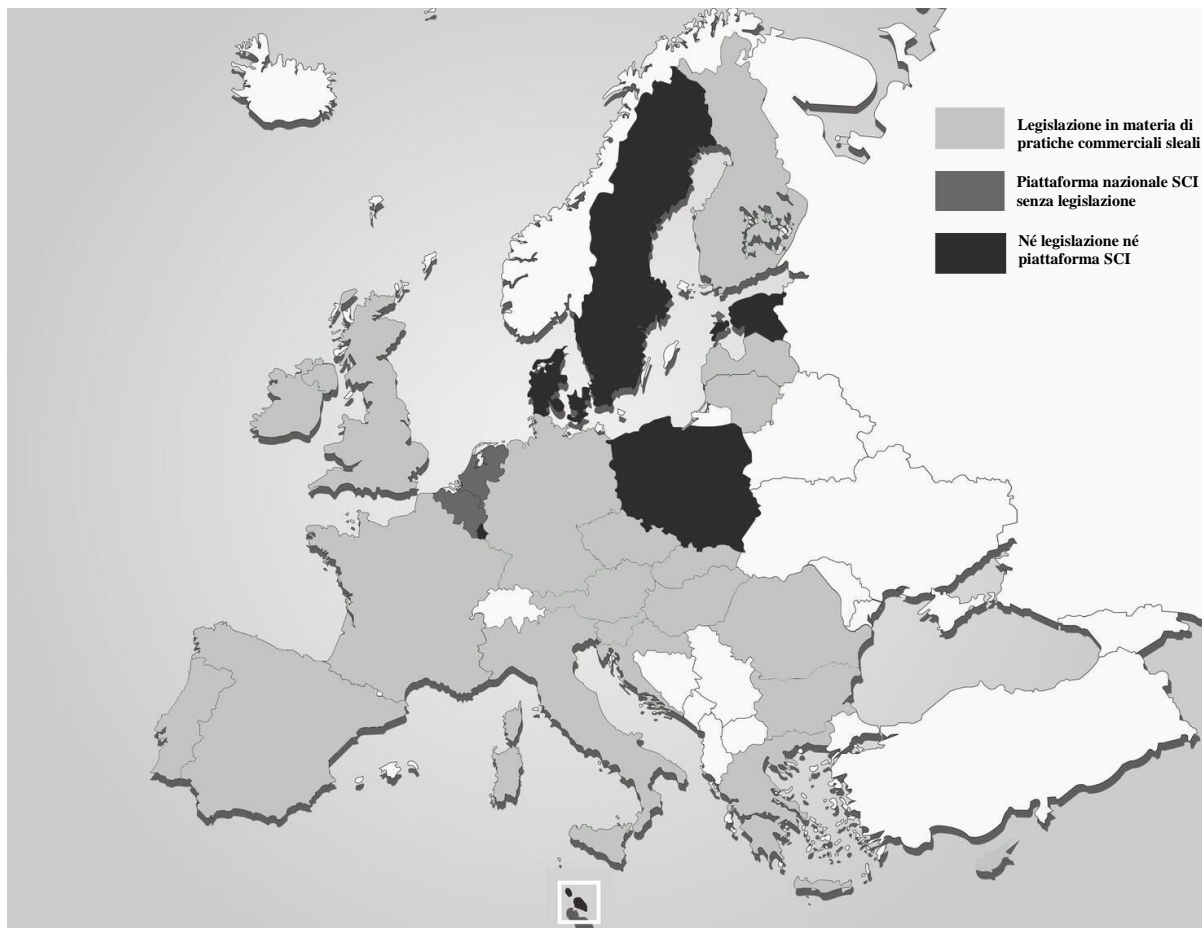 Legislazione in materia di
pratiche commerciali sleali
Piattaforma nazionale SCI
senza legislazione
Né legislazione né
piattaforma SCI